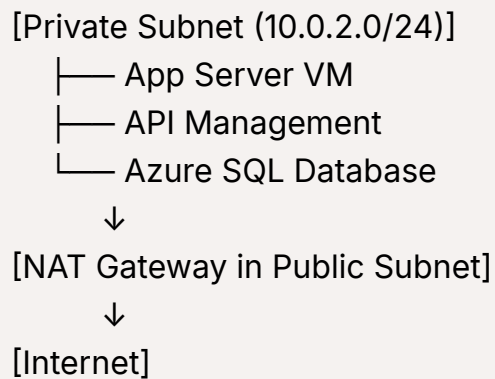 [Private Subnet (10.0.2.0/24)]
├── App Server VM
├── API Management
└── Azure SQL Database
↓
[NAT Gateway in Public Subnet]
↓
[Internet]